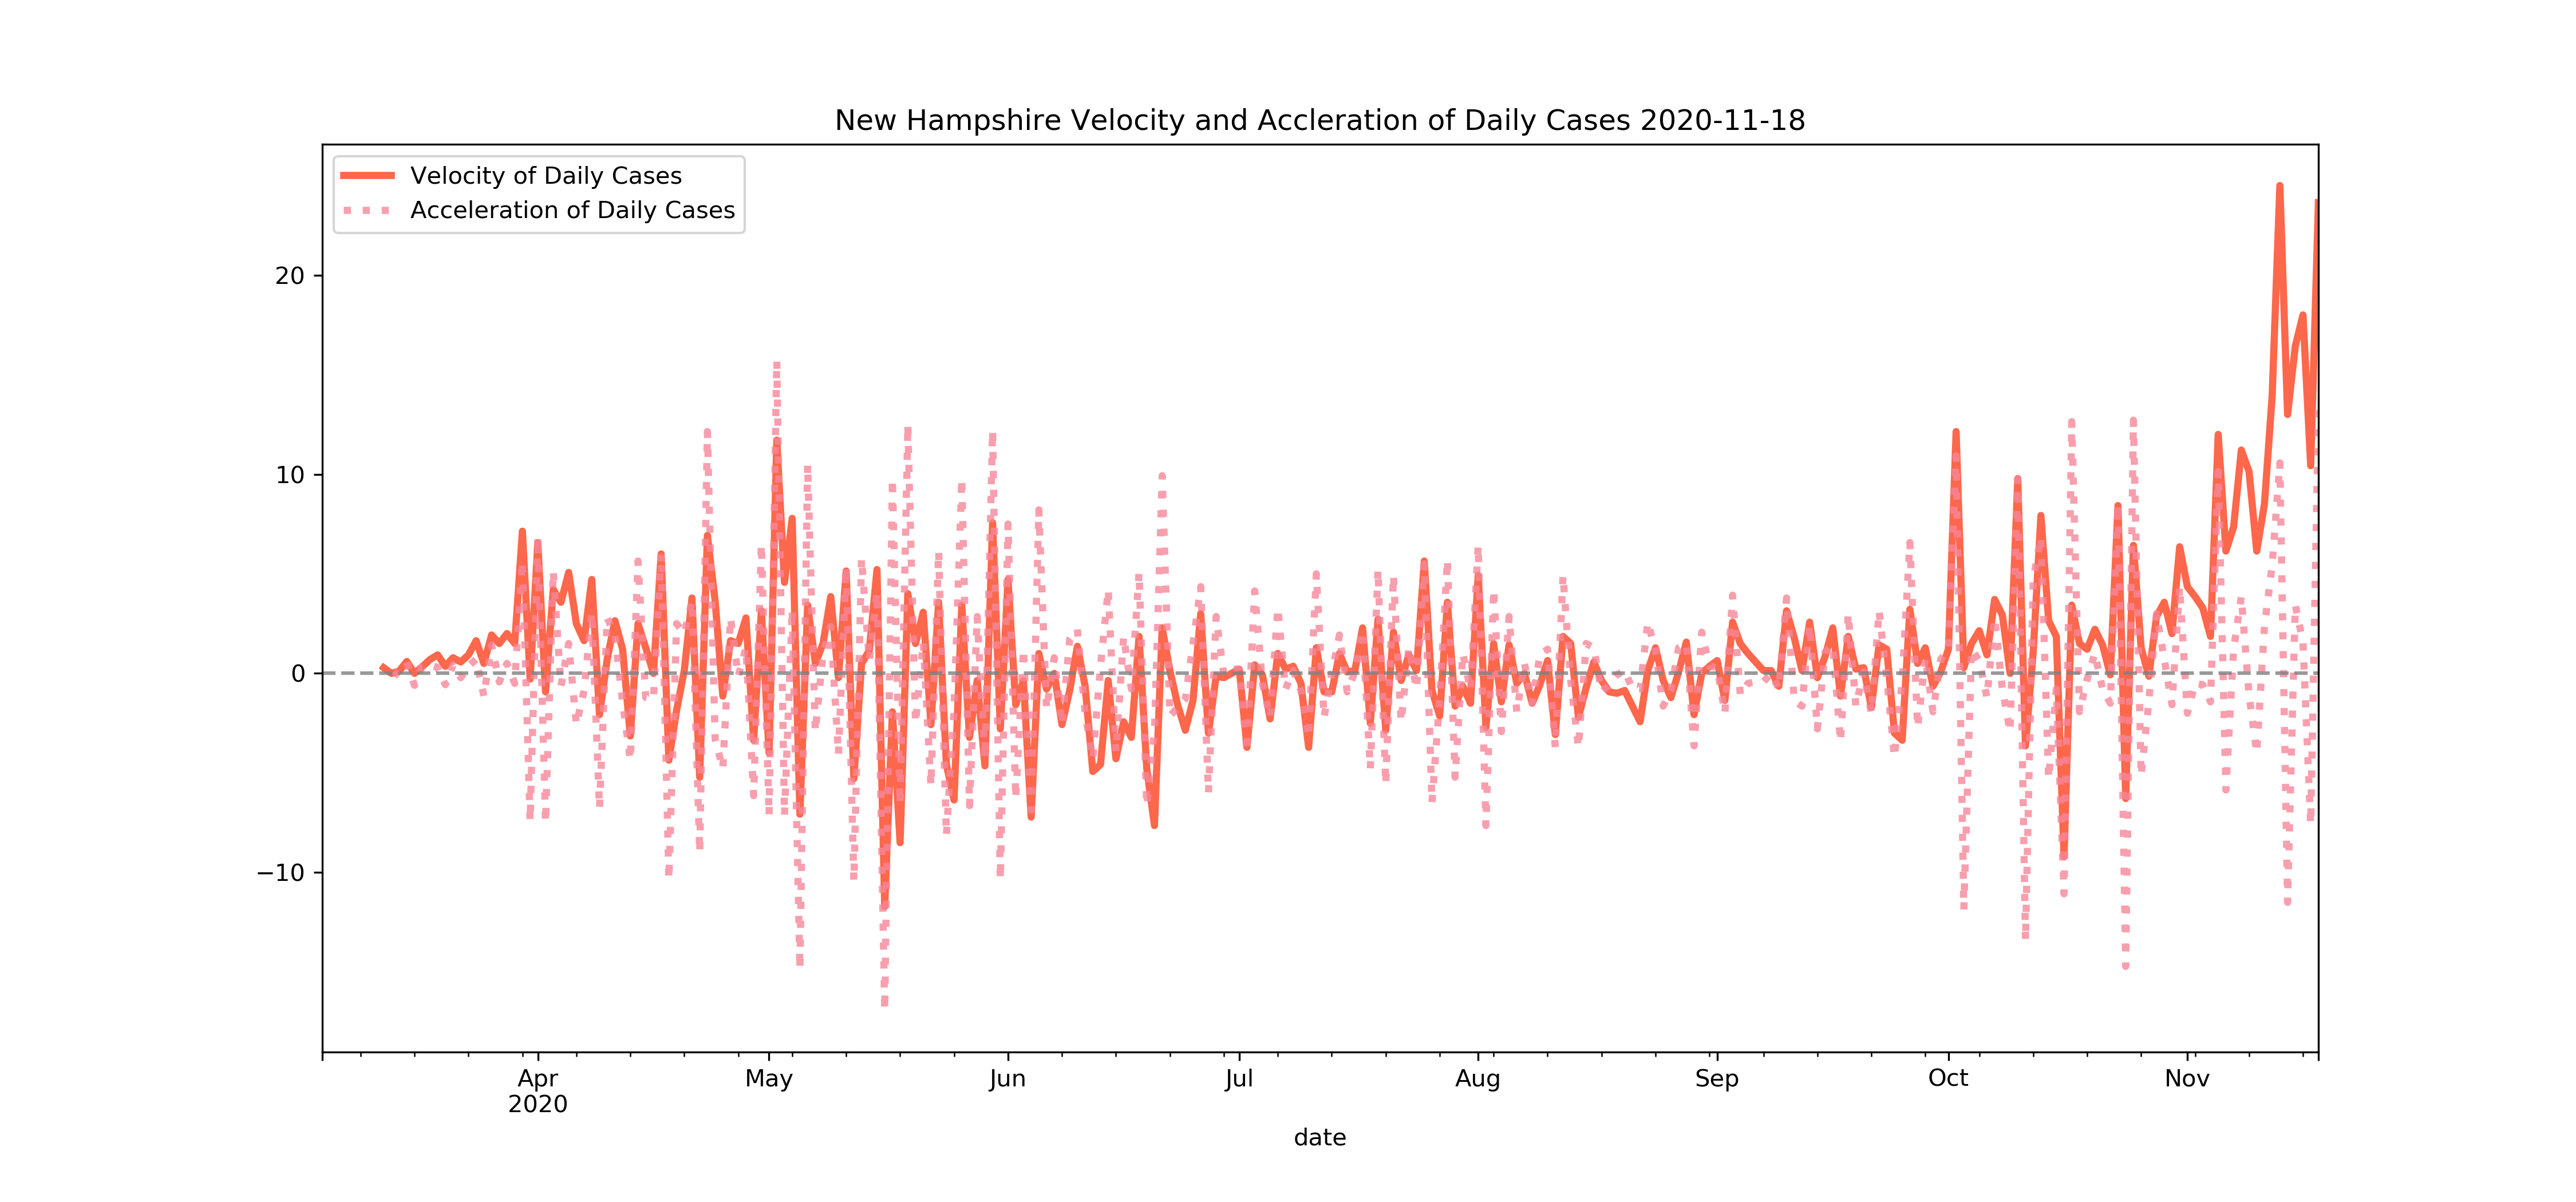 New Hampshire Velocity and Accleration of Daily Cases 2020-11-18
Velocity of Daily Cases
Acceleration of Daily Cases
20
10
0
−10
Apr May Jun Jul Aug Sep Oct Nov
2020
date